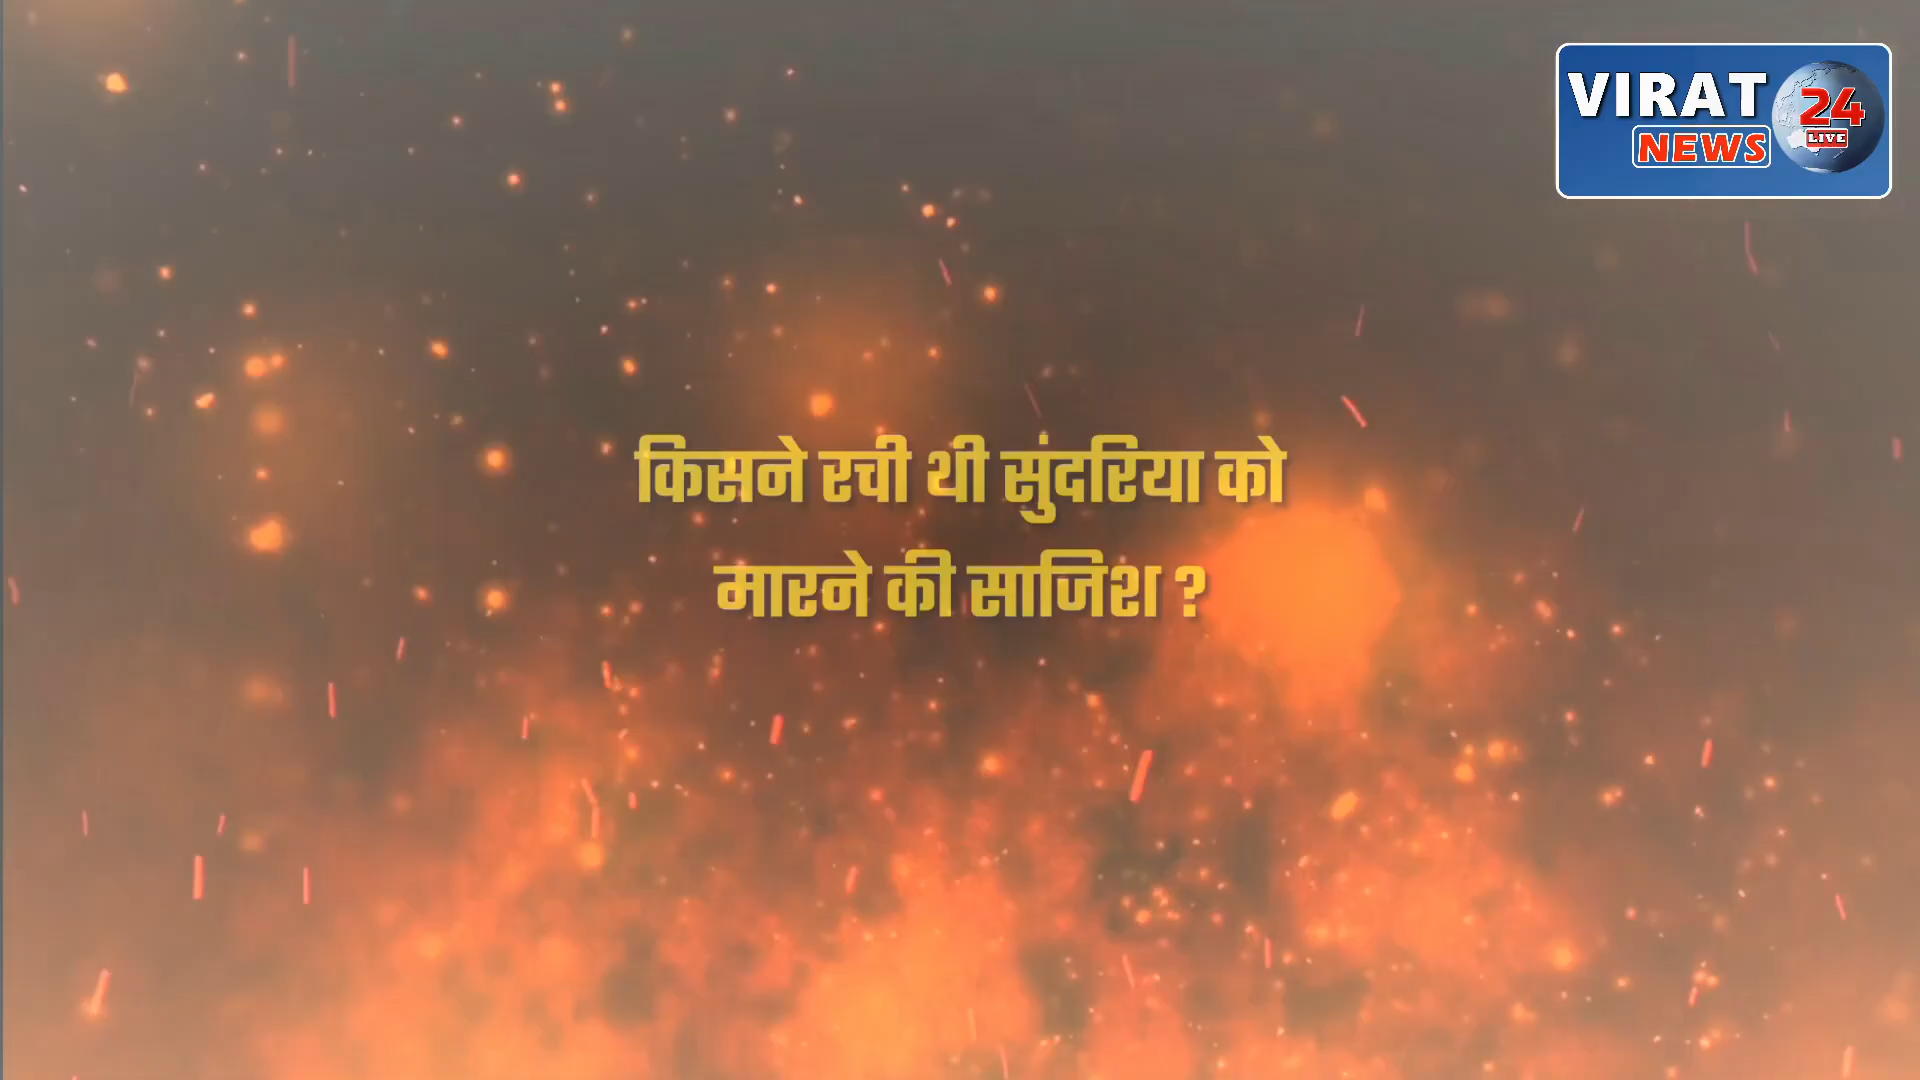 VIRAT
NEWS
24
LIVE
किसने रची थी सुंदरिया को
मारने की साजिश ?